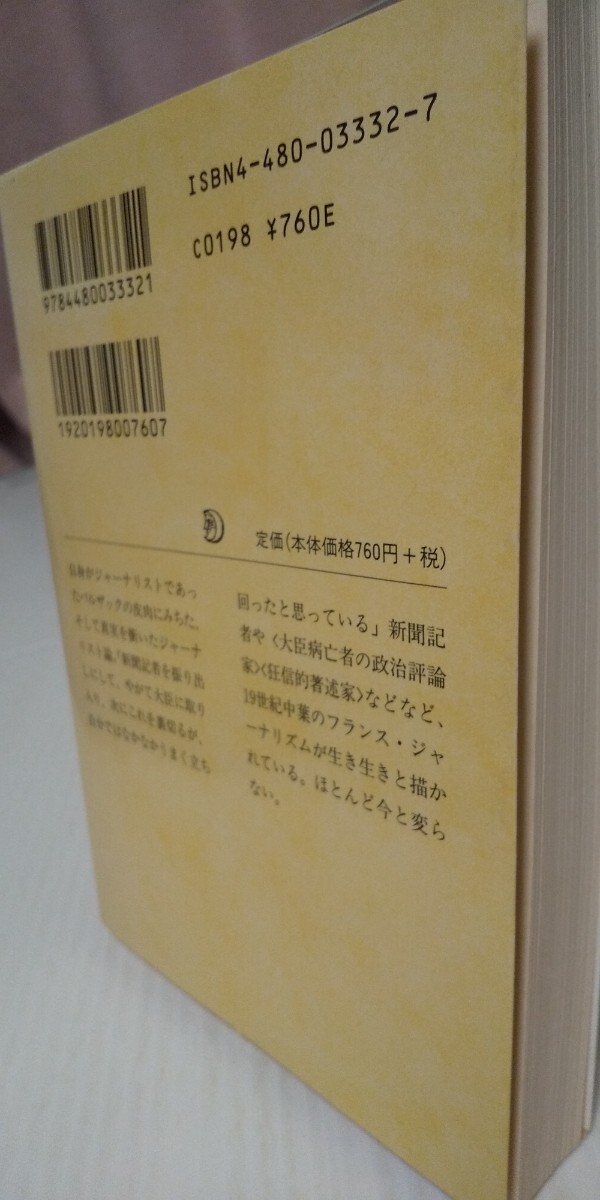 ISBN4-480-03332-7
C0198 ¥760E
9784480033321
1920198007607
定価(本体価格760円+税)
自身がジャーナリストであっ
たバルザックの皮肉にみちた、
そして真実を衝いたジャーナ
リスト論。「新聞記者を振り出
しにして、やがて大臣に取り
入り、次にこれを裏切るが、
自分ではなかなかうまく立ち
回ったと思っている」新聞記
者や〈大臣病亡者の政治評論
家〉〈狂信的著述家〉などなど、
19世紀中葉のフランス・ジャ
ーナリズムが生き生きと描か
れている。ほとんど今と変ら
ない。